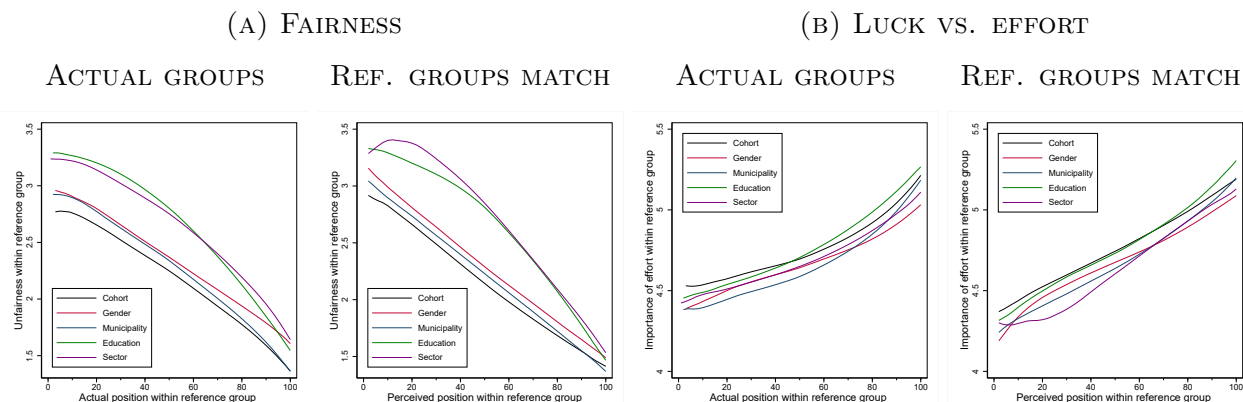 (A) FAIRNESS
(B) LUCK VS. EFFORT
ACTUAL GROUPS
REF. GROUPS MATCH
ACTUAL GROUPS
REF. GROUPS MATCH
Unfairness within reference group
3.5
3
2.5
2
1.5
Cohort
Gender
Municipality
Education
Sector
0 20 40 60 80 100
Actual position within reference group
Unfairness within reference group
3.5
3
2.5
2
1.5
Cohort
Gender
Municipality
Education
Sector
0 20 40 60 80 100
Perceived position within reference group
Importance of effort within reference group
5.5
5
4.5
4
Cohort
Gender
Municipality
Education
Sector
0 20 40 60 80 100
Actual position within reference group
Importance of effort within reference group
5.5
5
4.5
4
Cohort
Gender
Municipality
Education
Sector
0 20 40 60 80 100
Perceived position within reference group